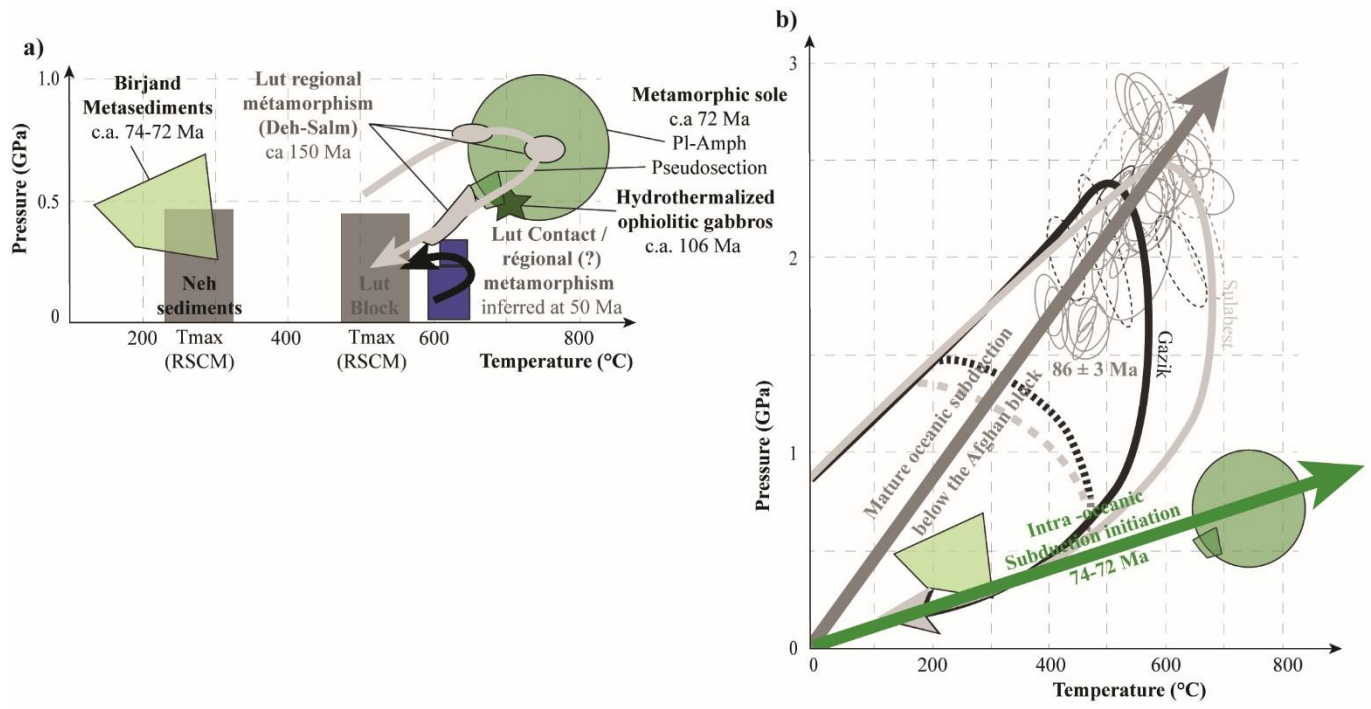 a)
1.0
0.5
0
Pressure (GPa)
Birjand
Metasediments
c.a. 74-72 Ma
Lut regional
métamorphism
(Deh-Salm)
ca 150 Ma
Metamorphic sole
c.a 72 Ma
Pl-Amph
Pseudosection
Hydrothermalized
ophiolitic gabbros
c.a. 106 Ma
Lut Contact /
régional (?)
metamorphism
inferred at 50 Ma
Neh
sediments
Lut
Block
200
400
600
800
Tmax
(RSCM)
Tmax
(RSCM)
Temperature (°C)
b)
3
2
1
0
Pressure (GPa)
Mature oceanic subduction
below the Afghan block
86 ± 3 Ma
Gazik
Sulabest
Intra -oceanic
Subduction initiation
74-72 Ma
0
200
400
600
800
Temperature (°C)